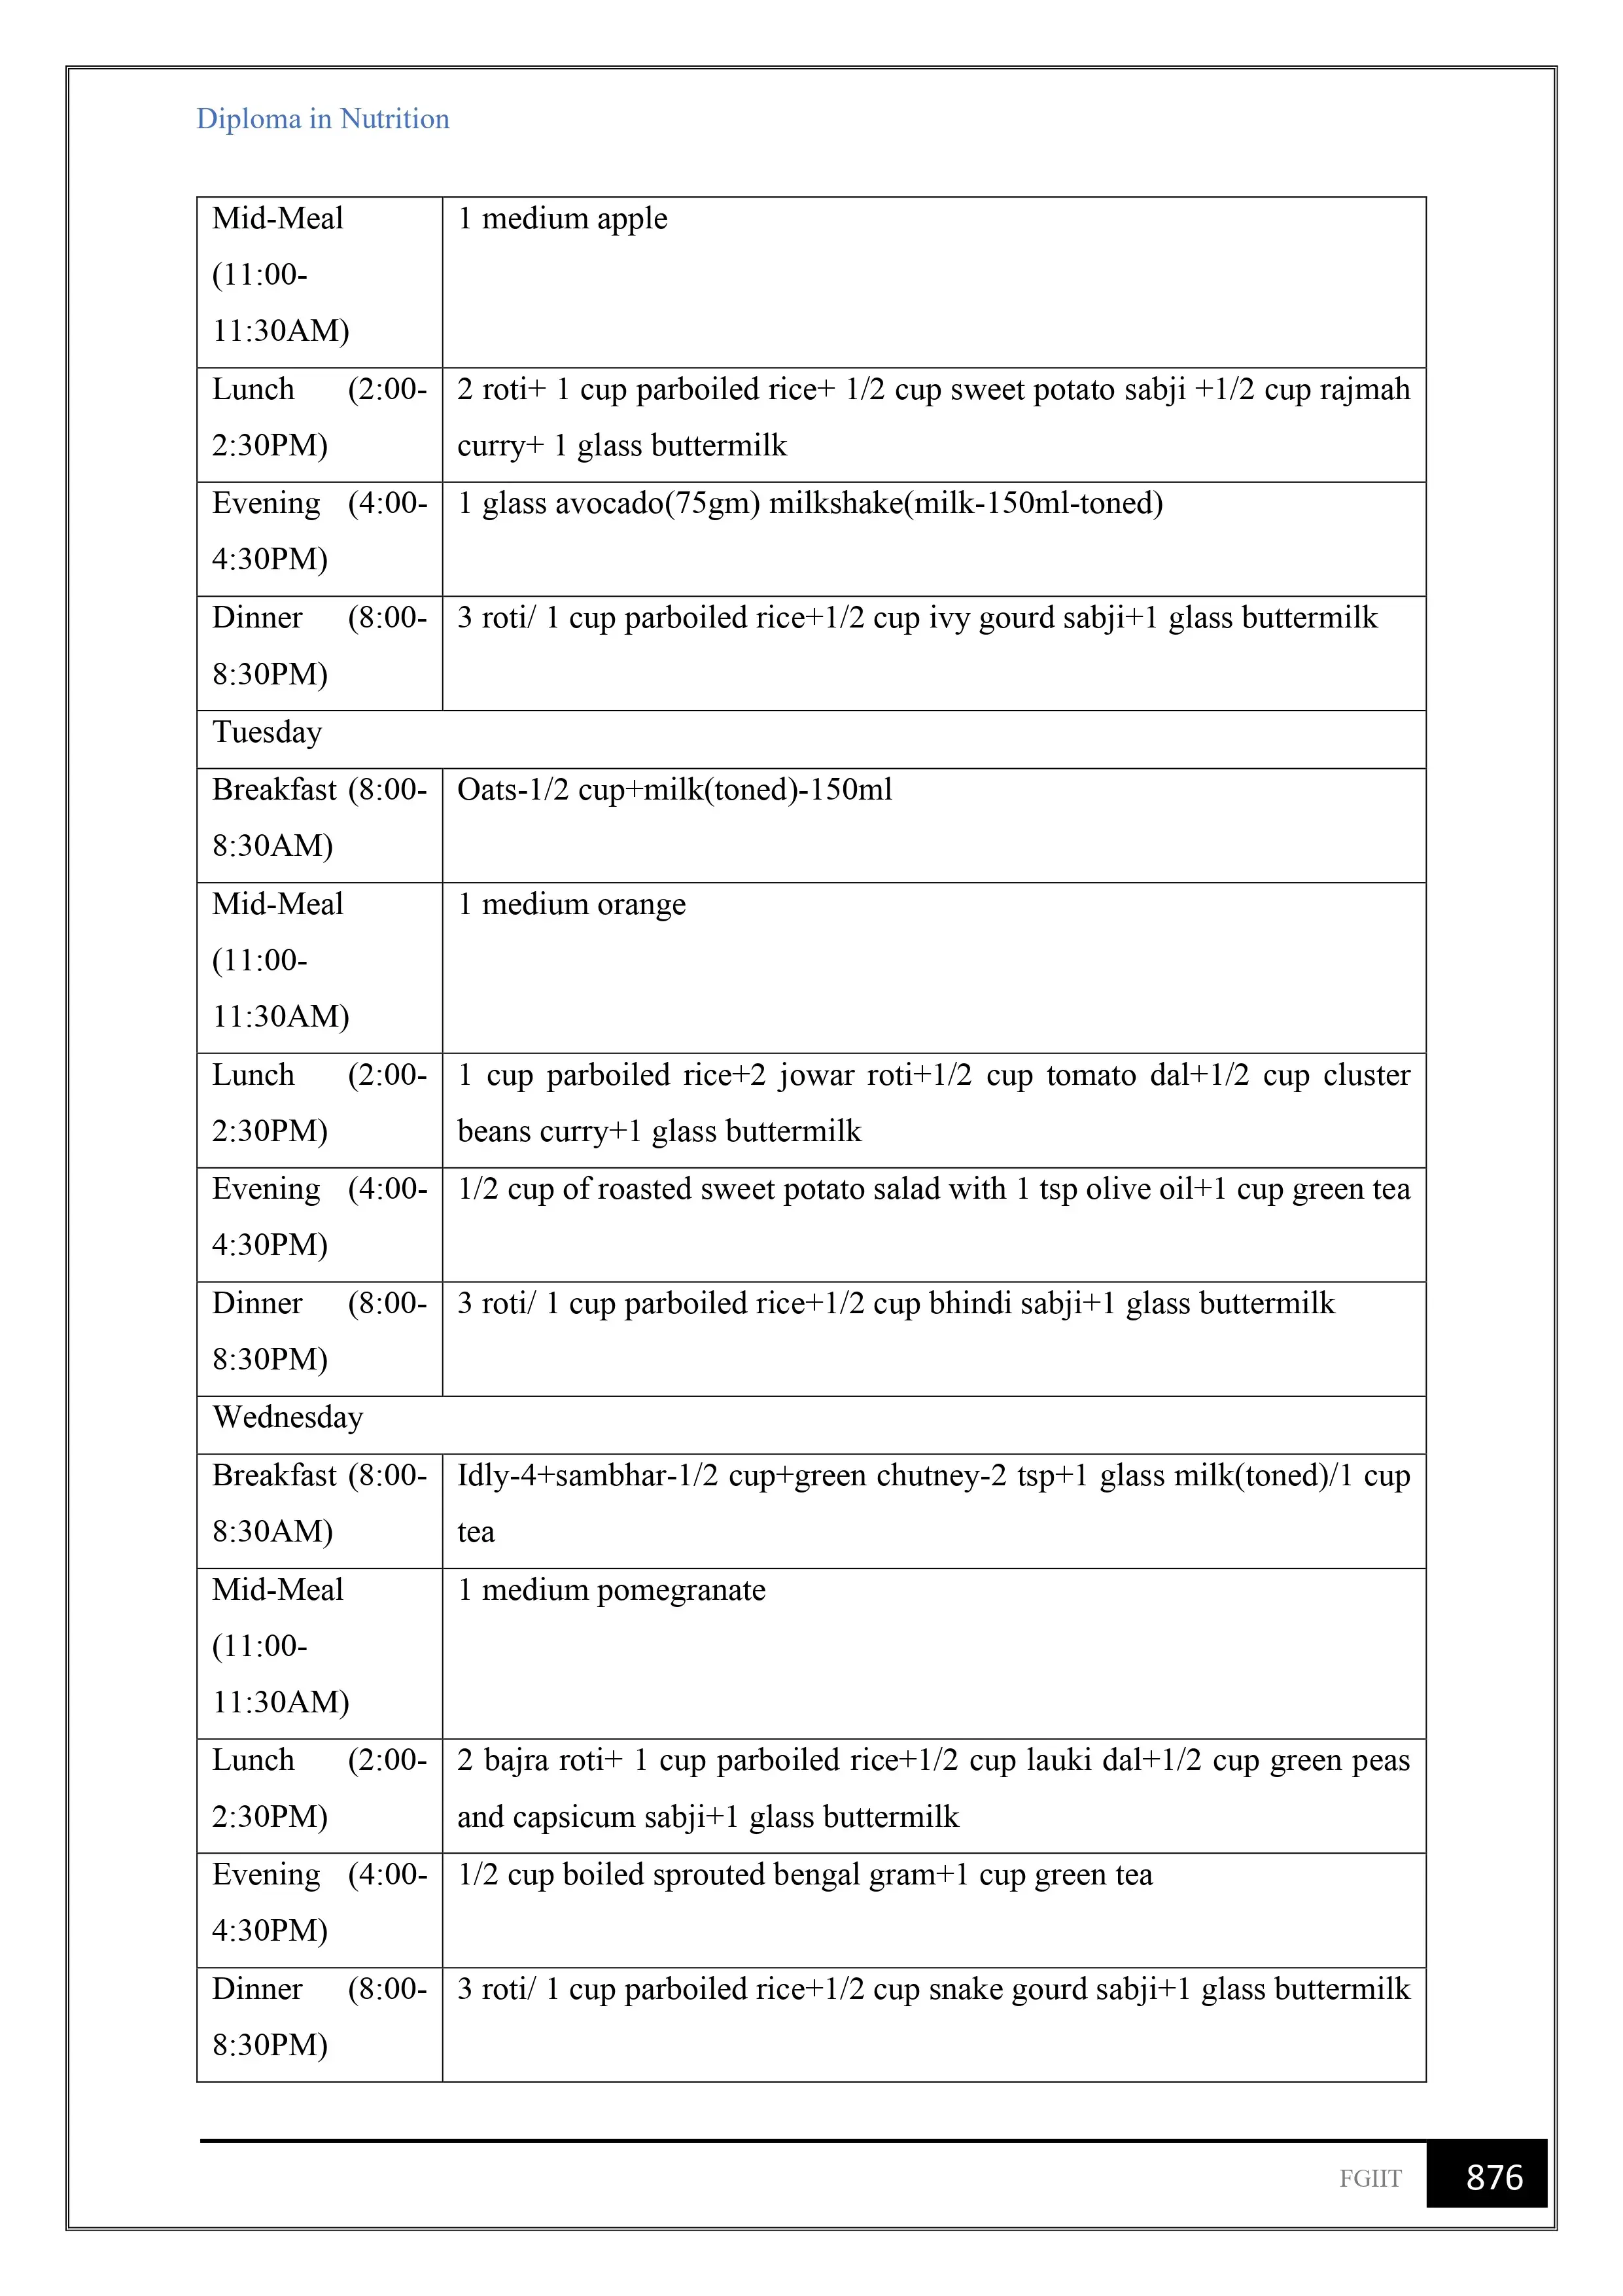 Diploma in Nutrition
Mid-Meal
(11:00-
11:30AM)
1 medium apple
Lunch (2:00-
2:30PM)
2 roti+ 1 cup parboiled rice+ 1/2 cup sweet potato sabji +1/2 cup rajmah
curry+ 1 glass buttermilk
Evening (4:00-
4:30PM)
1 glass avocado(75gm) milkshake(milk-150ml-toned)
Dinner (8:00-
8:30PM)
3 roti/ 1 cup parboiled rice+1/2 cup ivy gourd sabji+1 glass buttermilk
Tuesday
Breakfast (8:00-
8:30AM)
Oats-1/2 cup+milk(toned)-150ml
Mid-Meal
(11:00-
11:30AM)
1 medium orange
Lunch (2:00-
2:30PM)
1 cup parboiled rice+2 jowar roti+1/2 cup tomato dal+1/2 cup cluster
beans curry+1 glass buttermilk
Evening (4:00-
4:30PM)
1/2 cup of roasted sweet potato salad with 1 tsp olive oil+1 cup green tea
Dinner (8:00-
8:30PM)
3 roti/ 1 cup parboiled rice+1/2 cup bhindi sabji+1 glass buttermilk
Wednesday
Breakfast (8:00-
8:30AM)
Idly-4+sambhar-1/2 cup+green chutney-2 tsp+1 glass milk(toned)/1 cup
tea
Mid-Meal
(11:00-
11:30AM)
1 medium pomegranate
Lunch (2:00-
2:30PM)
2 bajra roti+ 1 cup parboiled rice+1/2 cup lauki dal+1/2 cup green peas
and capsicum sabji+1 glass buttermilk
Evening (4:00-
4:30PM)
1/2 cup boiled sprouted bengal gram+1 cup green tea
Dinner (8:00-
8:30PM)
3 roti/ 1 cup parboiled rice+1/2 cup snake gourd sabji+1 glass buttermilk
FGIIT 876